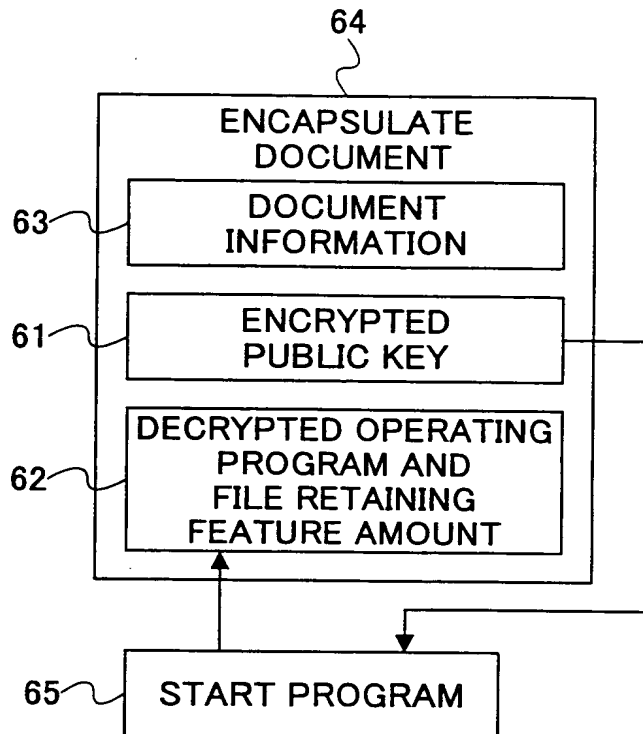 64
ENCAPSULATE
DOCUMENT
63
DOCUMENT
INFORMATION
61
ENCRYPTED
PUBLIC KEY
62
DECRYPTED OPERATING
PROGRAM AND
FILE RETAINING
FEATURE AMOUNT
65
START PROGRAM